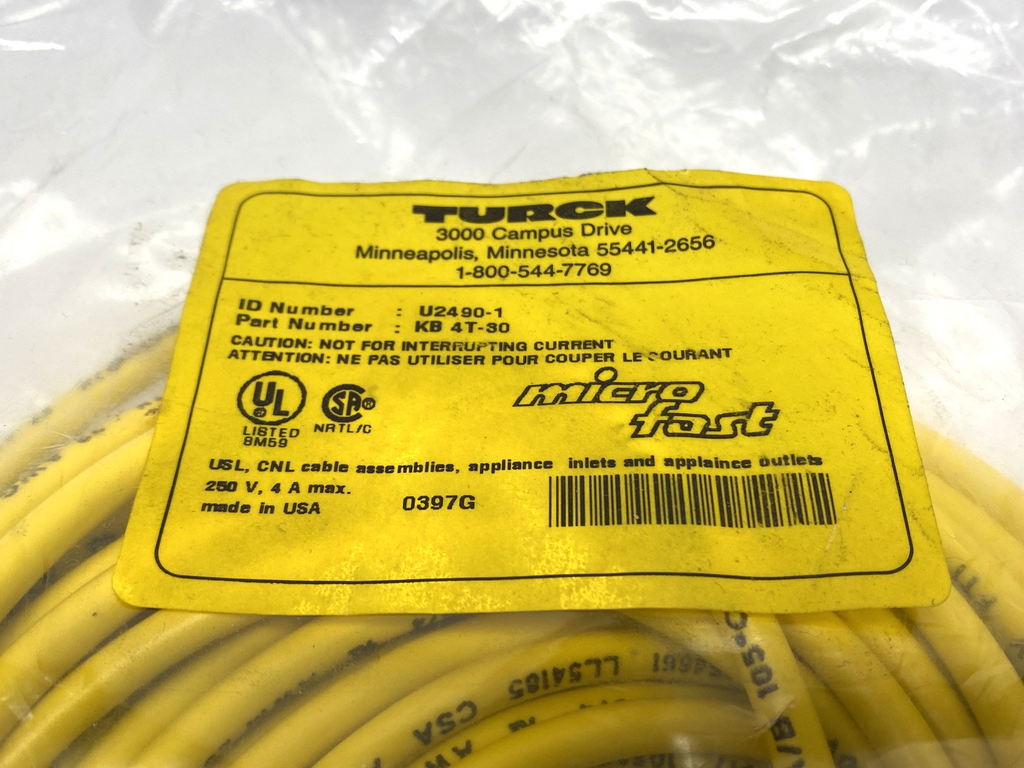 TURCK
3000 Campus Drive
Minneapolis, Minnesota 55441-2656
1-800-544-7769
ID Number : U2490-1
Part Number : KB 4T-30
CAUTION: NOT FOR INTERRUPTING CURRENT
ATTENTION: NE PAS UTILISER POUR COUPER LE COURANT
UL SA
LISTED NRTL/C
8M59
micro
fast
USL, CNL cable assemblies, appliance inlets and applaince outlets
250 V, 4 A max.
made in USA 0397G
CSA LL54185
105°C